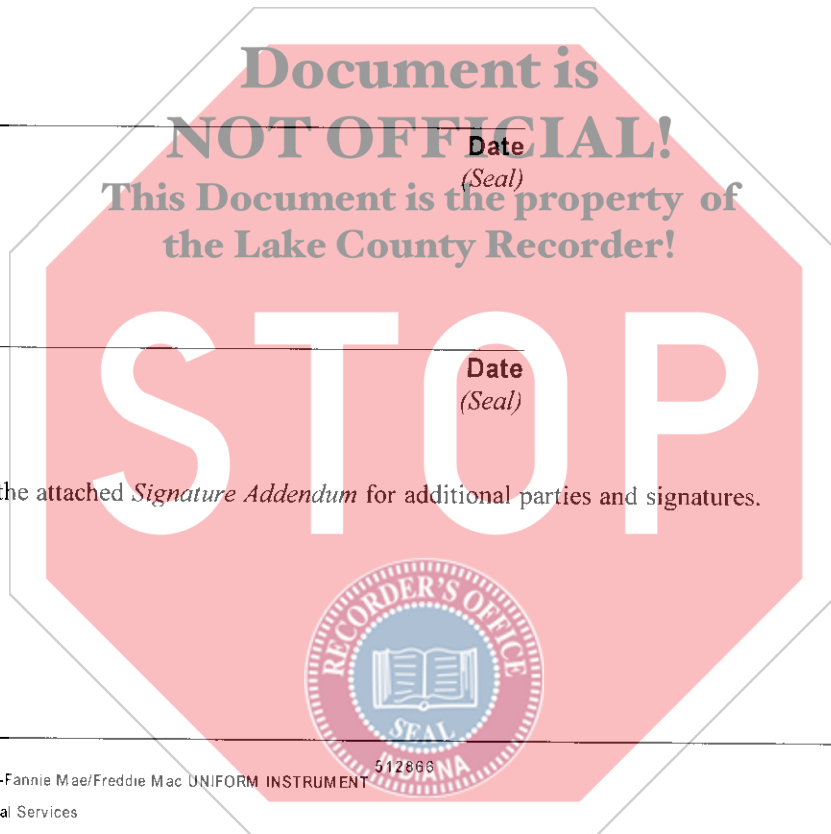 Document is
NOT OFFICIAL!
Date
(Seal)
This Document is the property of
the Lake County Recorder!
STOP
Date
(Seal)
the attached Signature Addendum for additional parties and signatures.
RECORDER'S OFFICE
SEAL
INDIANA
-Fannie Mae/Freddie Mac UNIFORM INSTRUMENT
512866
al Services